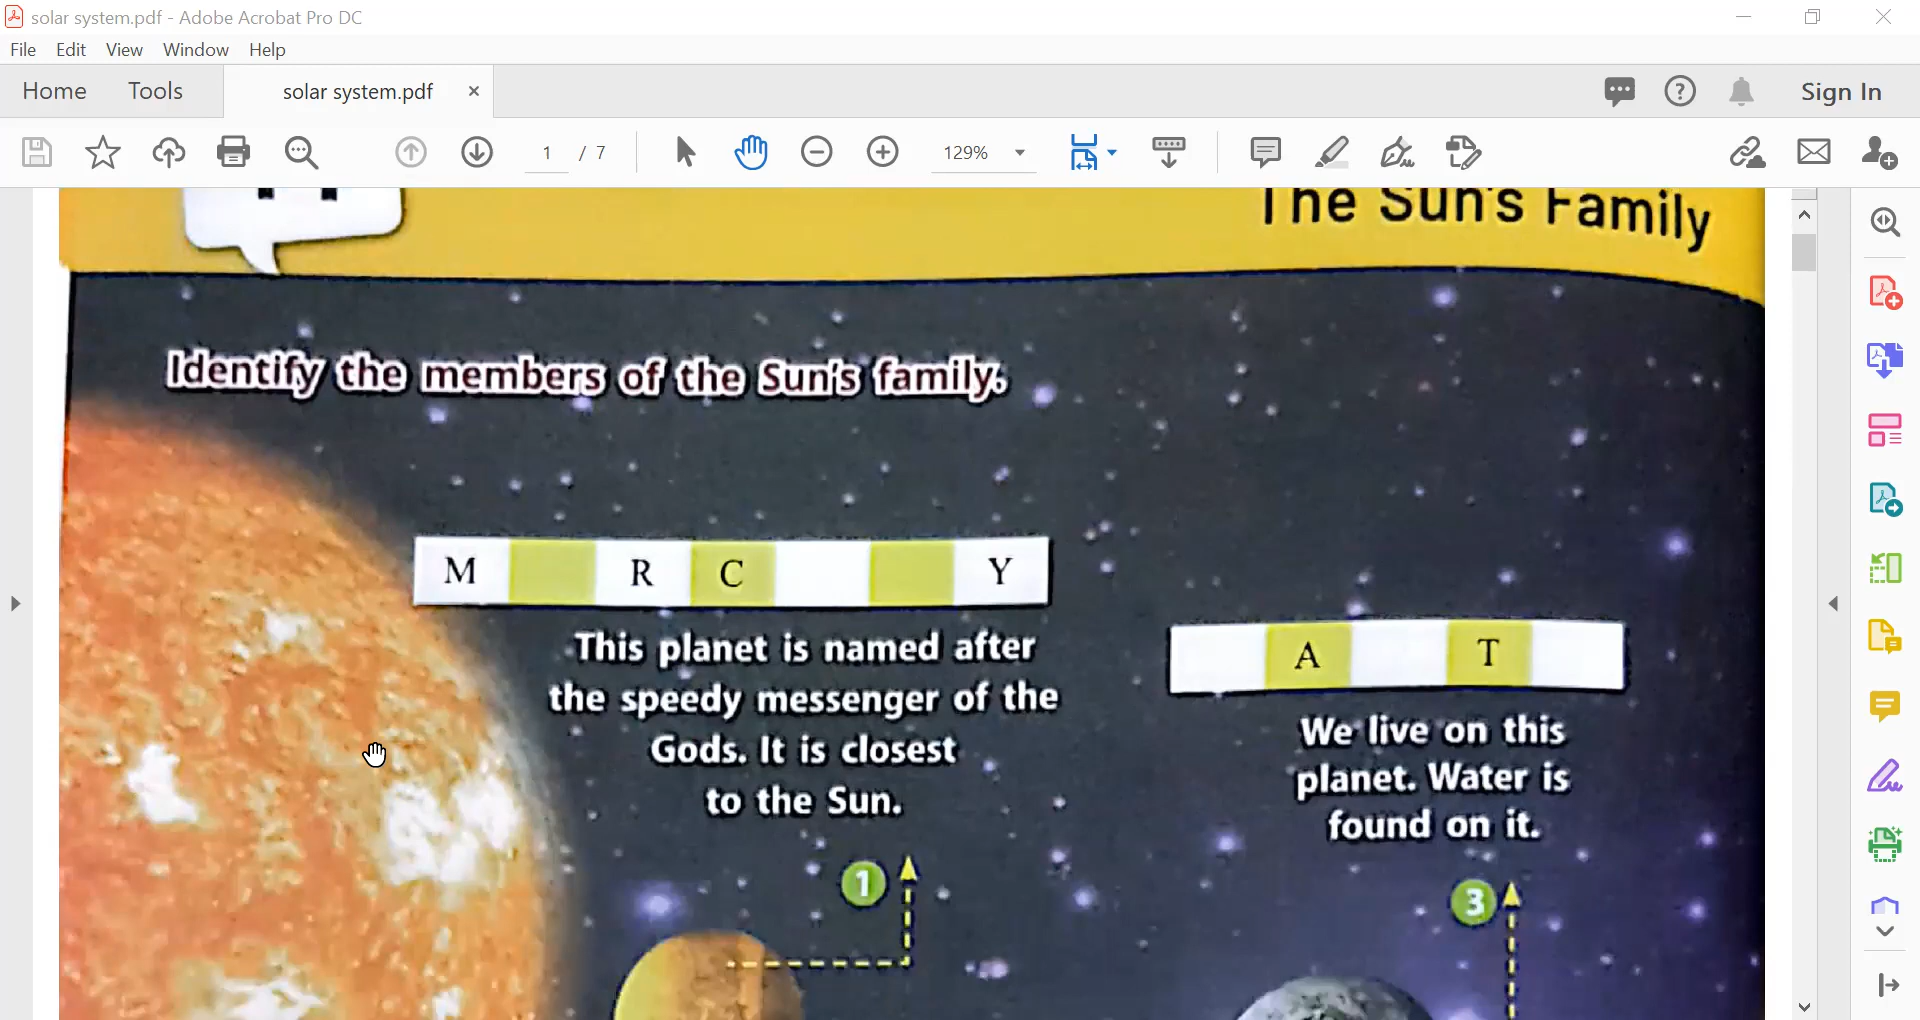 solar system.pdf - Adobe Acrobat Pro DC
File Edit View Window Help
Home Tools solar system.pdf × Sign In
1 / 7 129%
The Sun's Family
Identify the members of the Sun's family.
M R C Y
This planet is named after
the speedy messenger of the
Gods. It is closest
to the Sun.
A T
We live on this
planet. Water is
found on it.
1
3